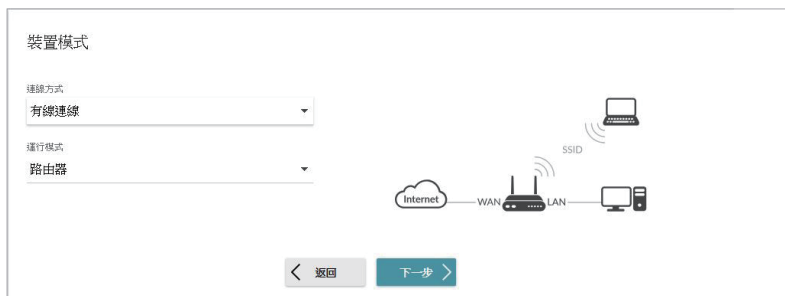 裝置模式
連線方式
有線連線
運行模式
路由器
SSID
Internet
WAN
LAN
返回
下一步